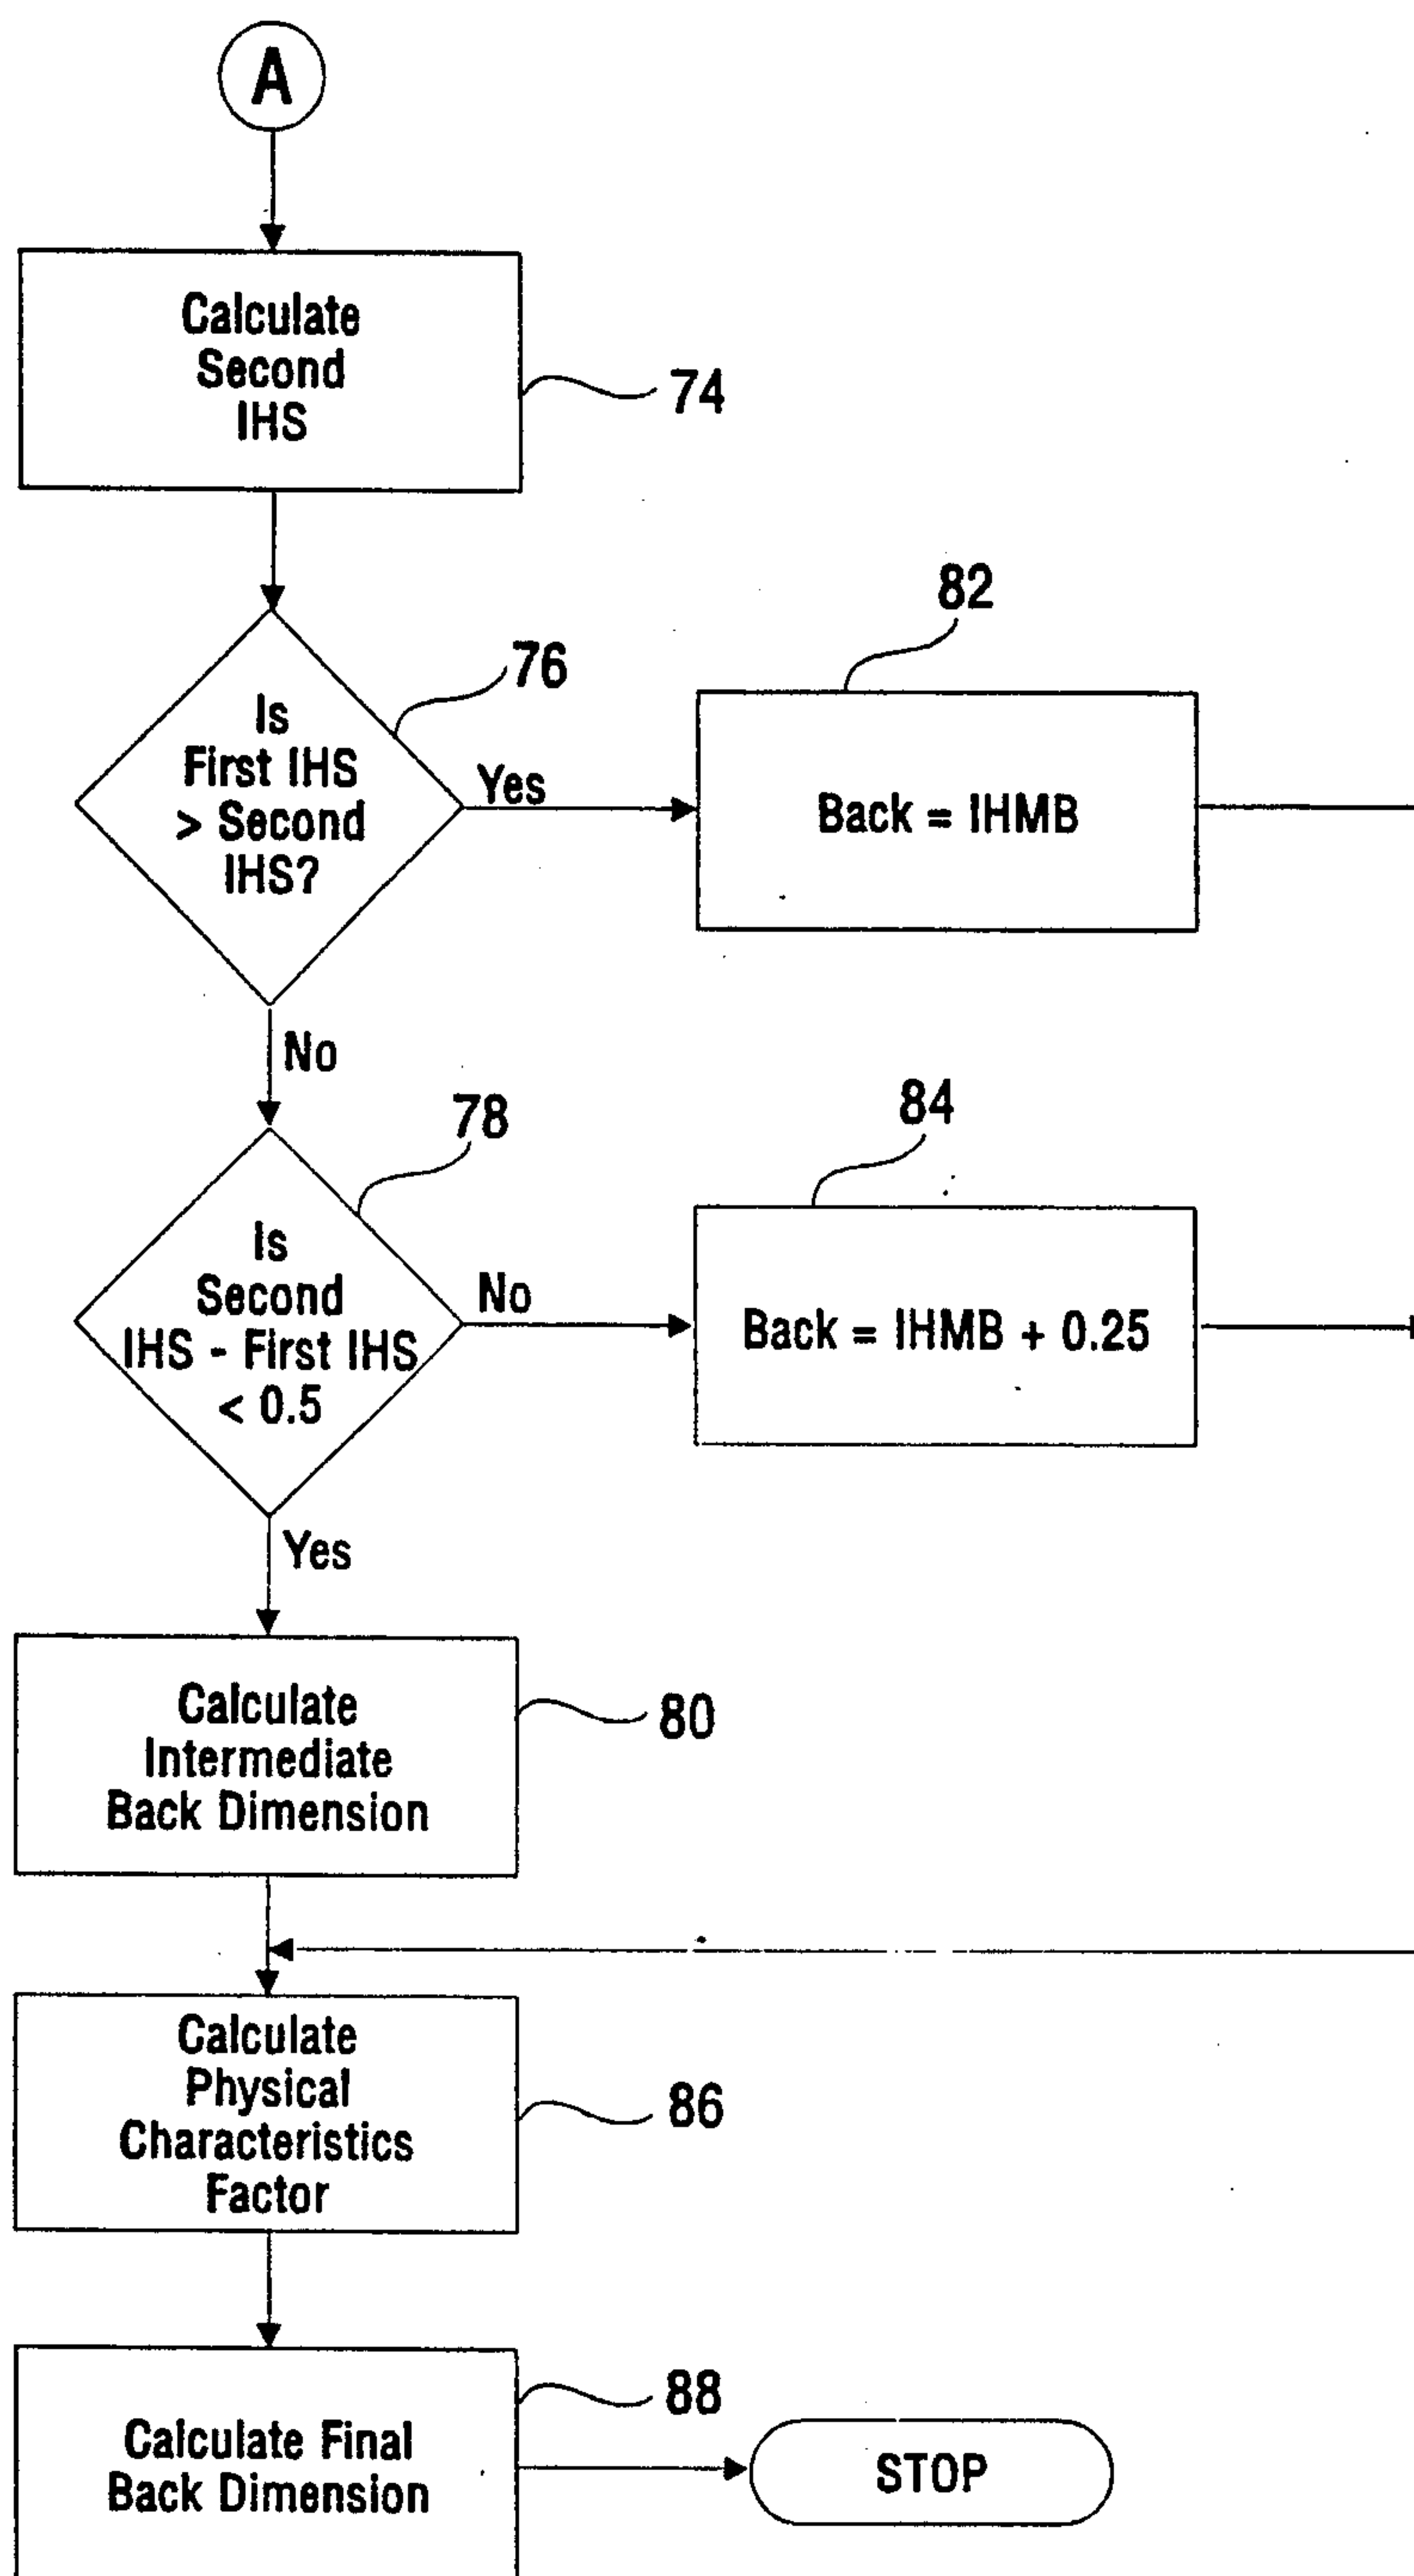 A
Calculate
Second
IHS
74
Is
First IHS
> Second
IHS?
76
Yes
82
Back = IHMB
No
78
Is
Second
IHS - First IHS
< 0.5
No
84
Back = IHMB + 0.25
Yes
Calculate
Intermediate
Back Dimension
80
Calculate
Physical
Characteristics
Factor
86
Calculate Final
Back Dimension
88
STOP